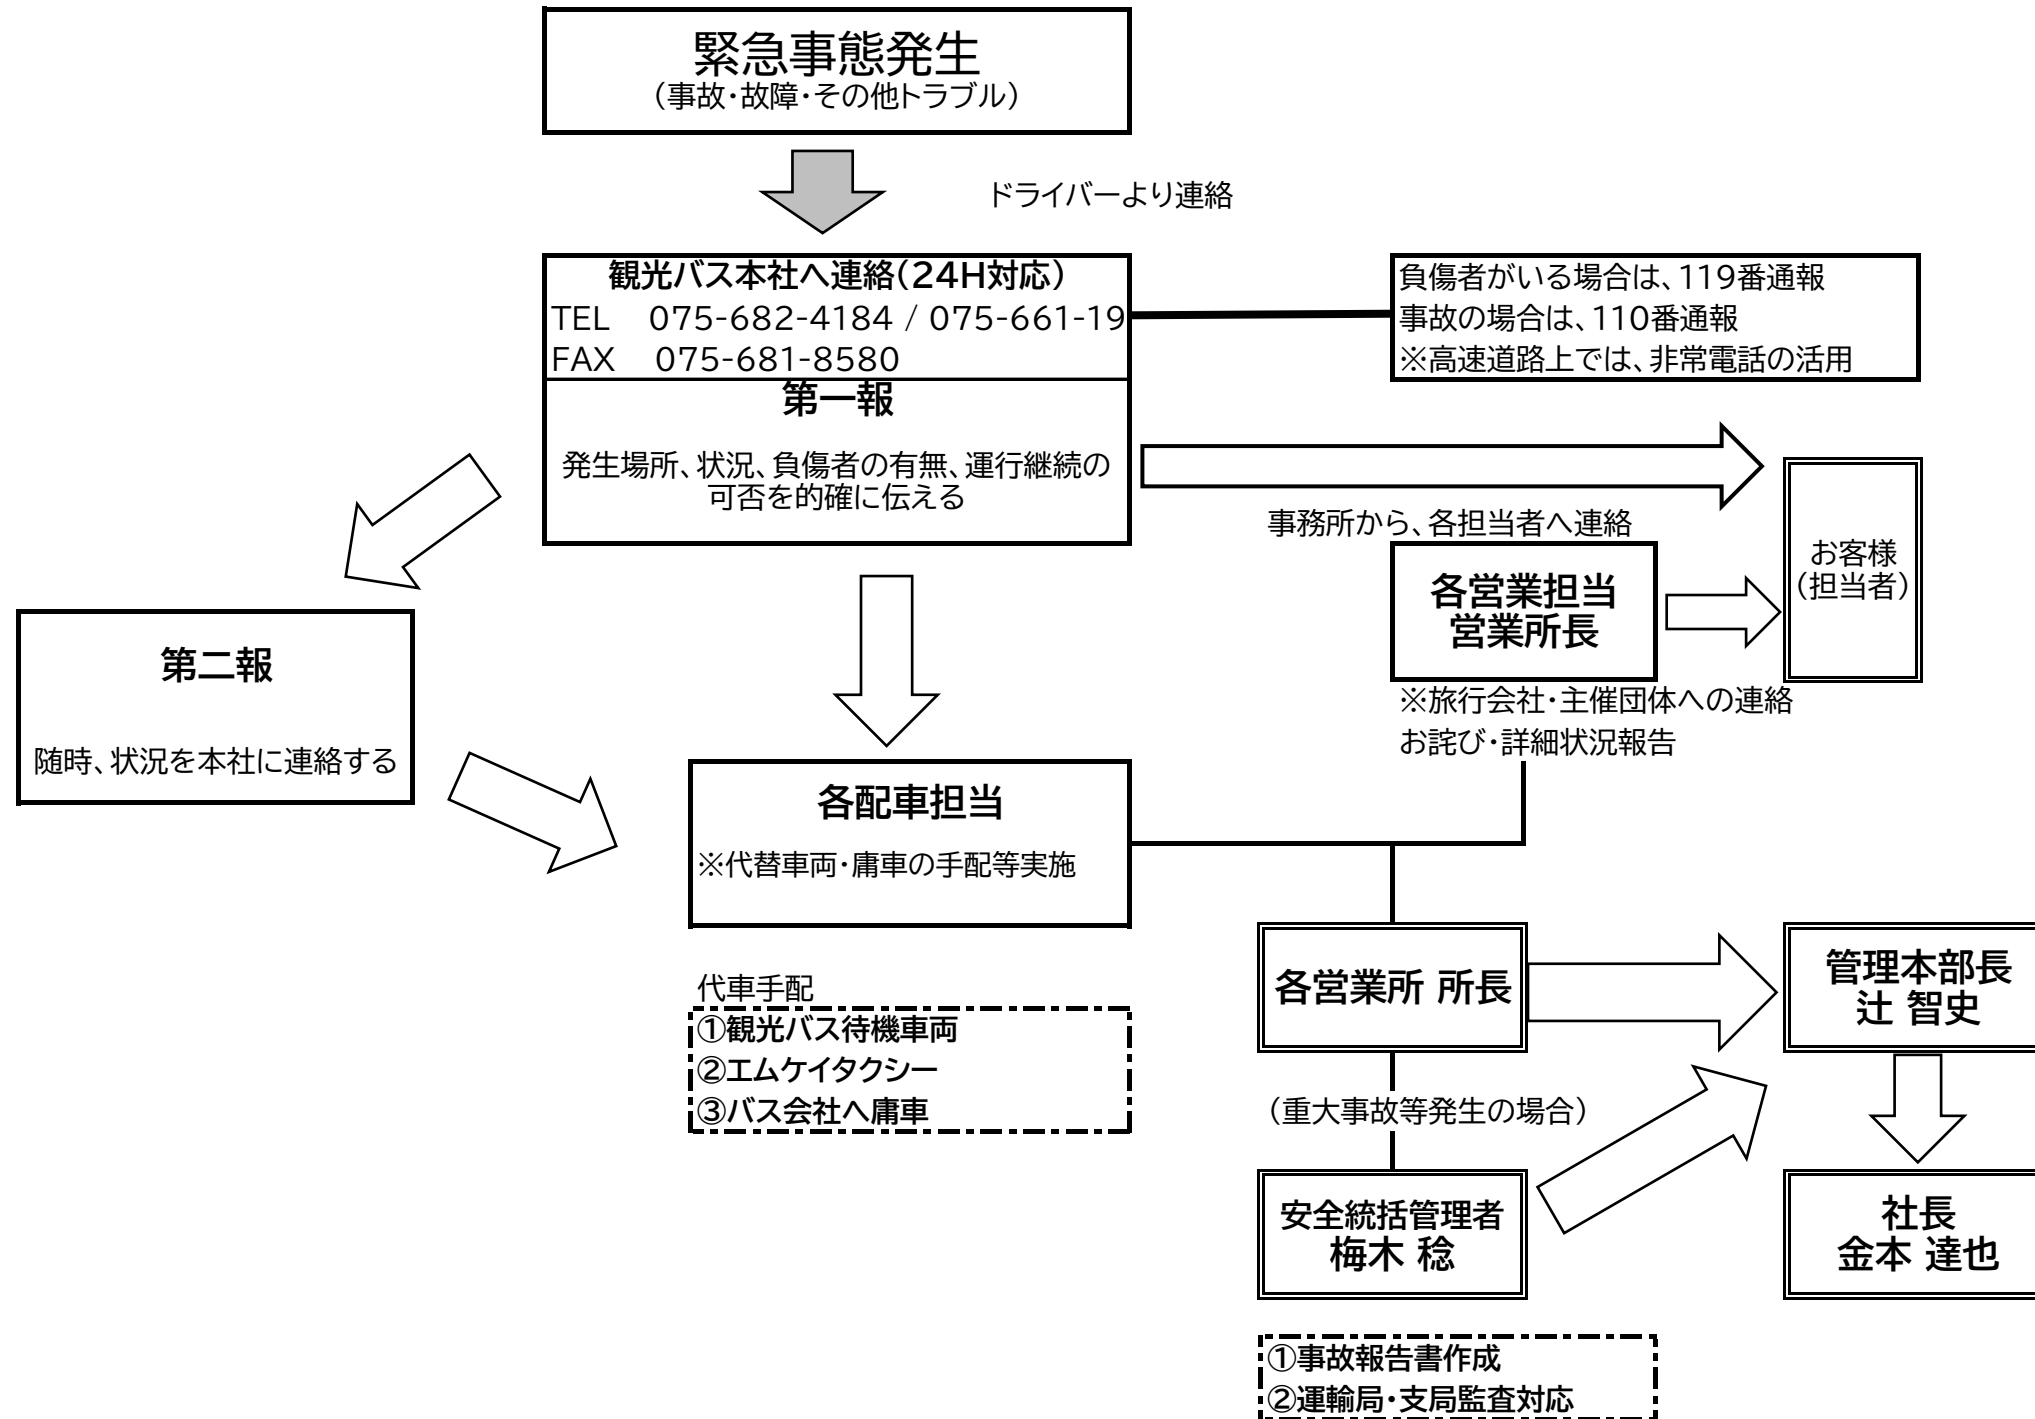 緊急事態発生
（事故・故障・その他トラブル）
ドライバーより連絡
観光バス本社へ連絡（24H対応）
TEL 075-682-4184 / 075-661-19
FAX 075-681-8580
負傷者がいる場合は、119番通報
事故の場合は、110番通報
※高速道路上では、非常電話の活用
第一報
発生場所、状況、負傷者の有無、運行継続の
可否を的確に伝える
事務所から、各担当者へ連絡
お客様
（担当者）
各営業担当
営業所長
※旅行会社・主催団体への連絡
お詫び・詳細状況報告
第二報
随時、状況を本社に連絡する
各配車担当
※代替車両・庸車の手配等実施
代車手配
①観光バス待機車両
②エムケイタクシー
③バス会社へ庸車
各営業所 所長
管理本部長
辻 智史
（重大事故等発生の場合）
安全統括管理者
梅木 稔
社長
金本 達也
①事故報告書作成
②運輸局・支局監査対応